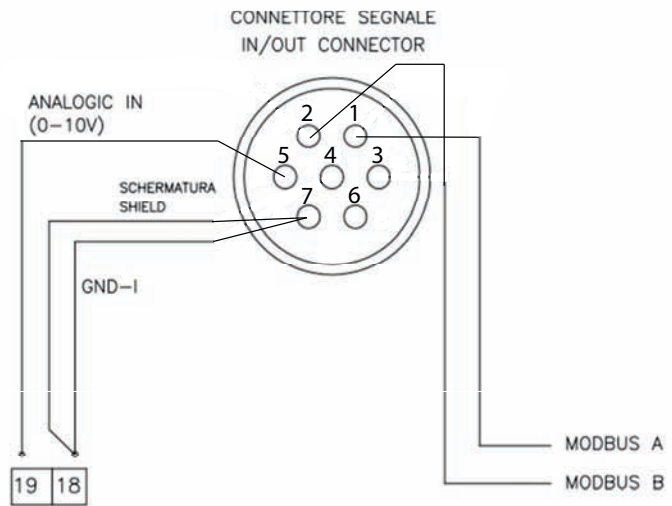 CONNETTORE SEGNALE
IN/OUT CONNECTOR
ANALOGIC IN
(0-10V)
2 1
5 4 3
SCHERMATURA
SHIELD
7 6
GND-I
MODBUS A
MODBUS B
19 18